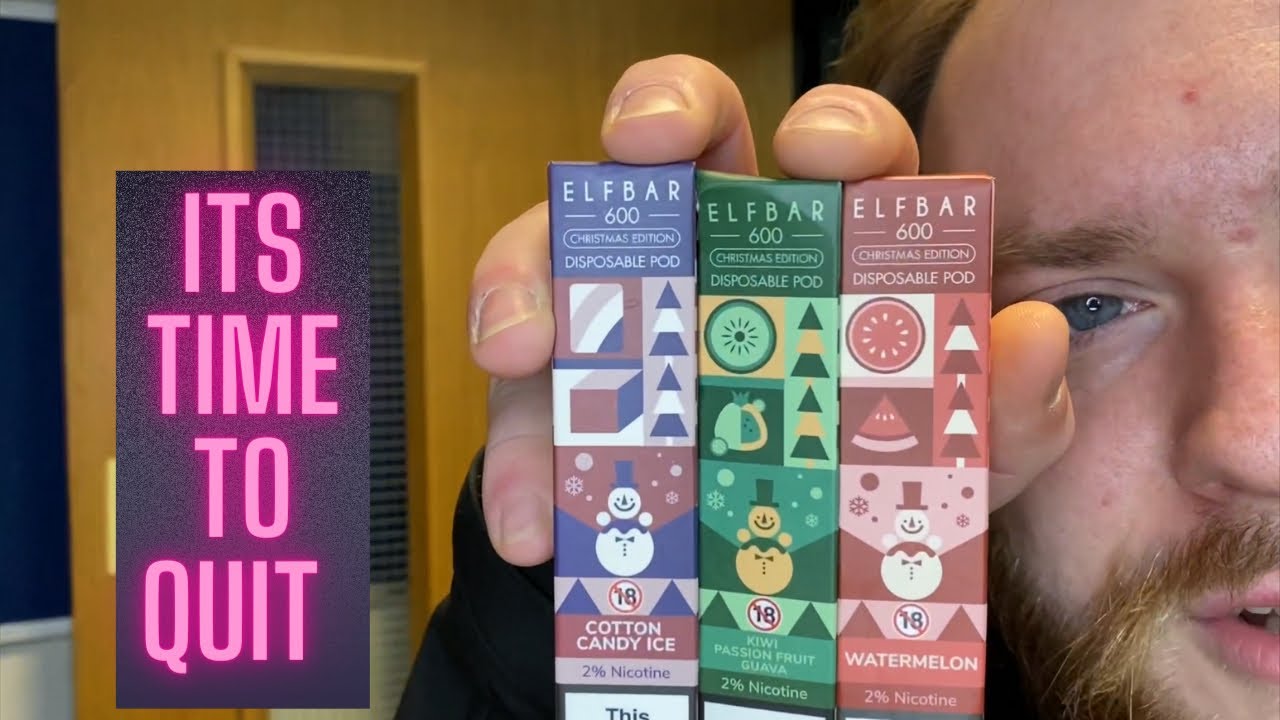 ITS
TIME
TO
QUIT
ELFBAR
600
CHRISTMAS EDITION
DISPOSABLE POD
18
COTTON
CANDY ICE
2% Nicotine
This
ELFBAR
600
CHRISTMAS EDITION
DISPOSABLE POD
18
KIWI
PASSION FRUIT
GUAVA
2% Nicotine
ELFBAR
600
CHRISTMAS EDITION
DISPOSABLE POD
18
WATERMELON
2% Nicotine